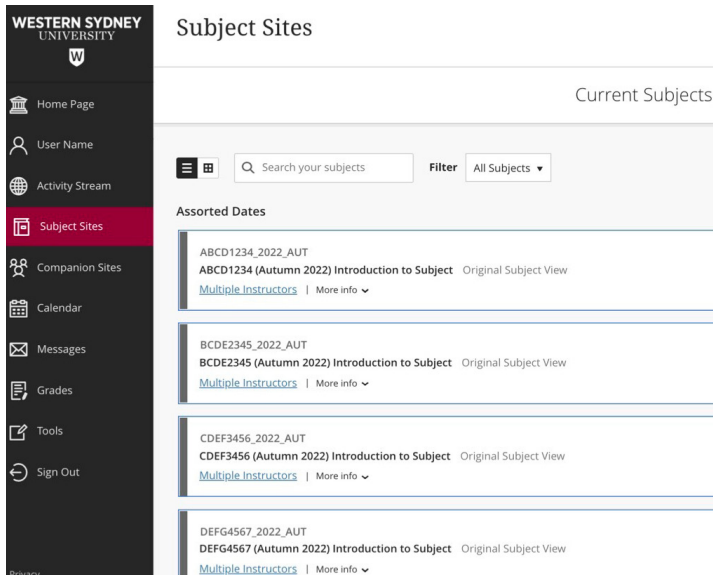 WESTERN SYDNEY
UNIVERSITY
W
Home Page
User Name
Activity Stream
Subject Sites
Companion Sites
Calendar
Messages
Grades
Tools
Sign Out
Privacy
Subject Sites
Current Subjects
Search your subjects
Filter
All Subjects
Assorted Dates
ABCD1234_2022_AUT
ABCD1234 (Autumn 2022) Introduction to Subject Original Subject View
Multiple Instructors | More info
BCDE2345_2022_AUT
BCDE2345 (Autumn 2022) Introduction to Subject Original Subject View
Multiple Instructors | More info
CDEF3456_2022_AUT
CDEF3456 (Autumn 2022) Introduction to Subject Original Subject View
Multiple Instructors | More info
DEFG4567_2022_AUT
DEFG4567 (Autumn 2022) Introduction to Subject Original Subject View
Multiple Instructors | More info